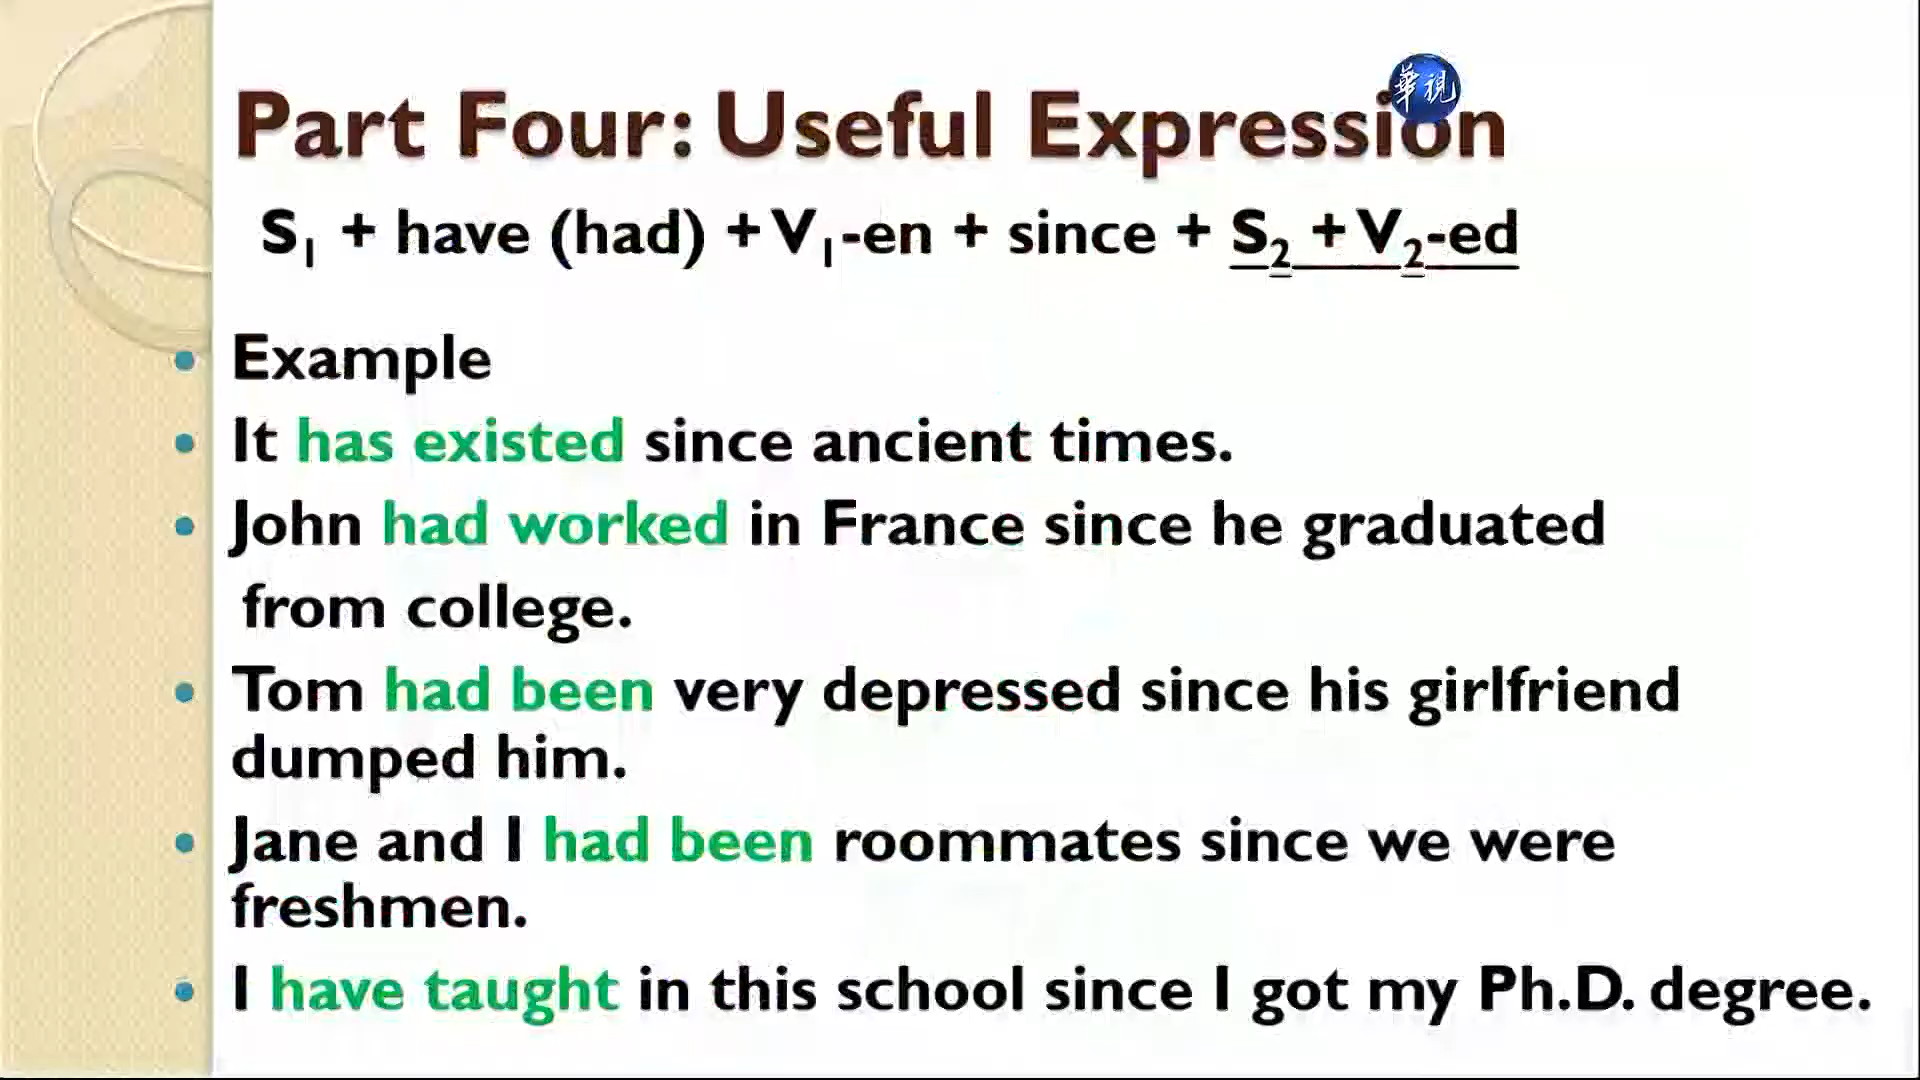 華視
Part Four: Useful Expression
S₁ + have (had) + V₁-en + since + S₂ + V₂-ed
• Example
• It has existed since ancient times.
• John had worked in France since he graduated
from college.
• Tom had been very depressed since his girlfriend
dumped him.
• Jane and I had been roommates since we were
freshmen.
• I have taught in this school since I got my Ph.D. degree.